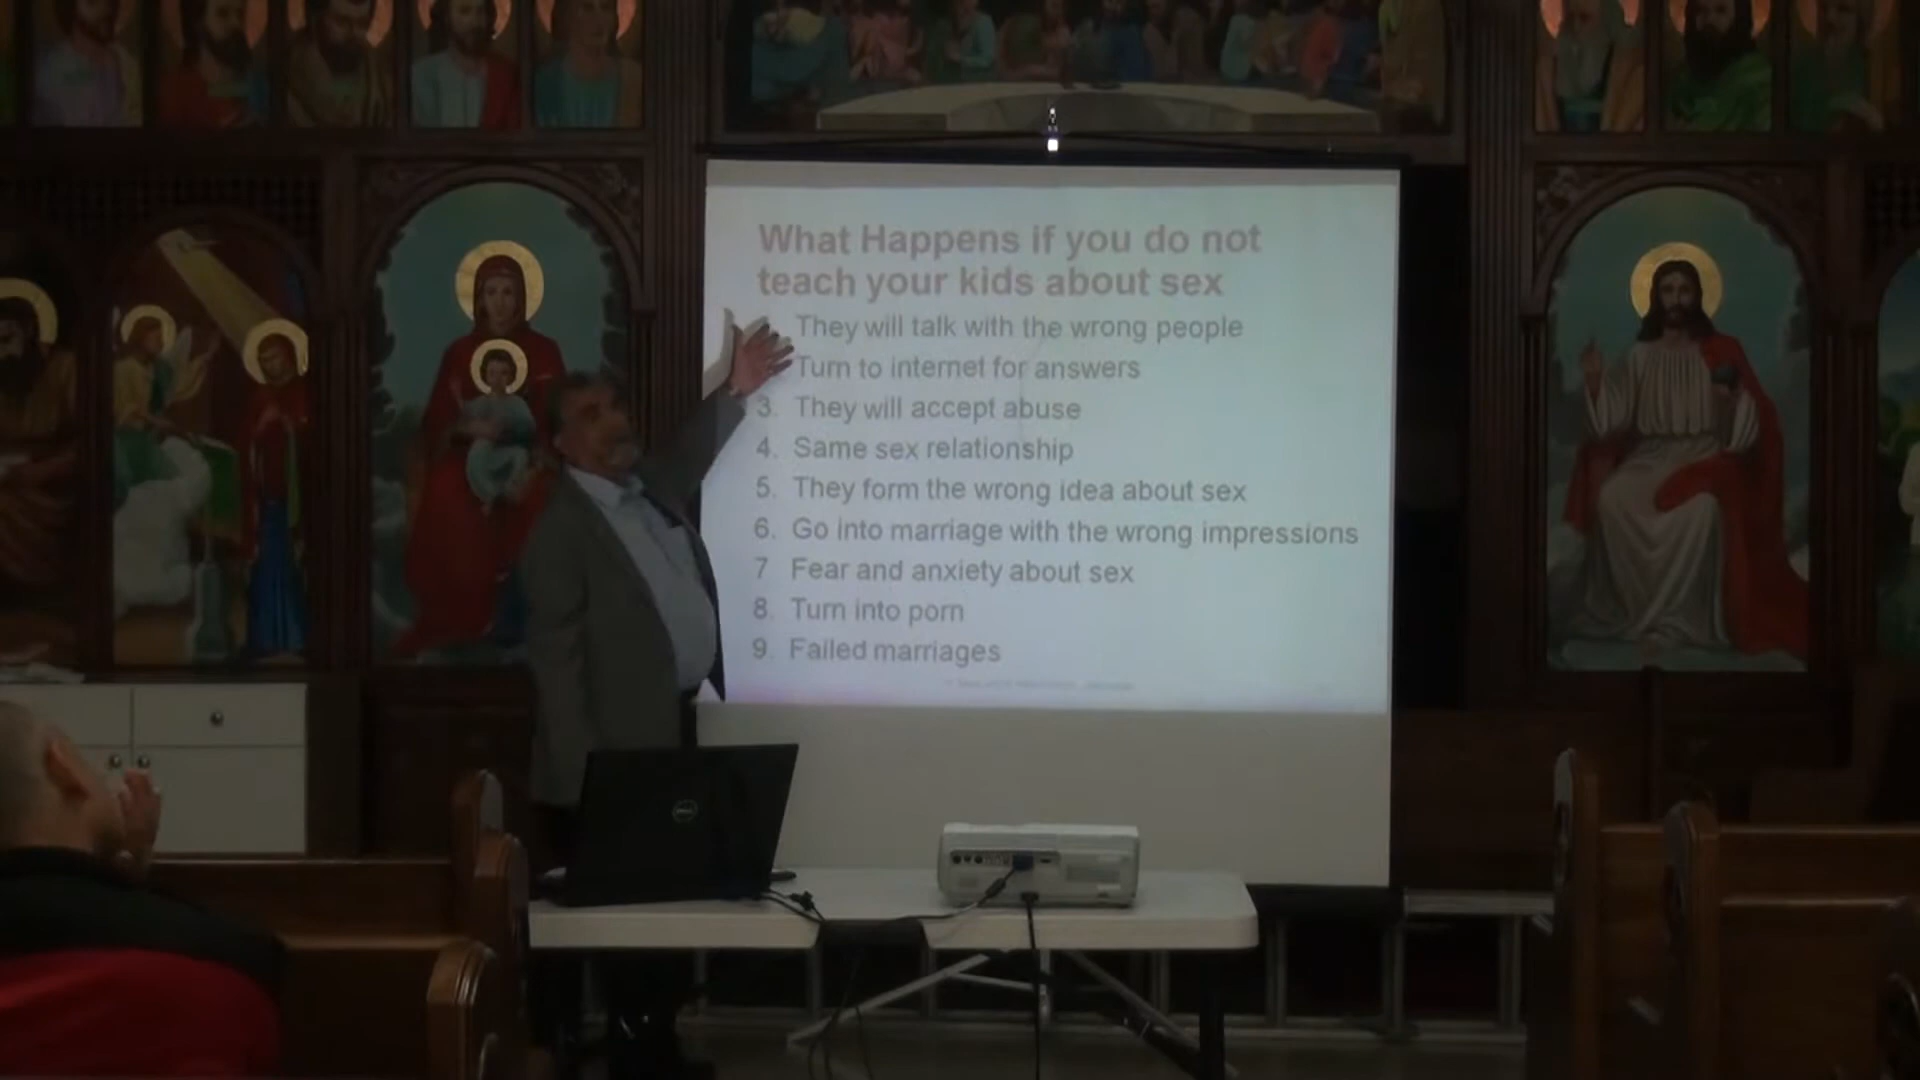 What Happens if you do not
teach your kids about sex
They will talk with the wrong people
Turn to internet for answers
3. They will accept abuse
4. Same sex relationship
5. They form the wrong idea about sex
6. Go into marriage with the wrong impressions
7 Fear and anxiety about sex
8. Turn into porn
9. Failed marriages
DELL